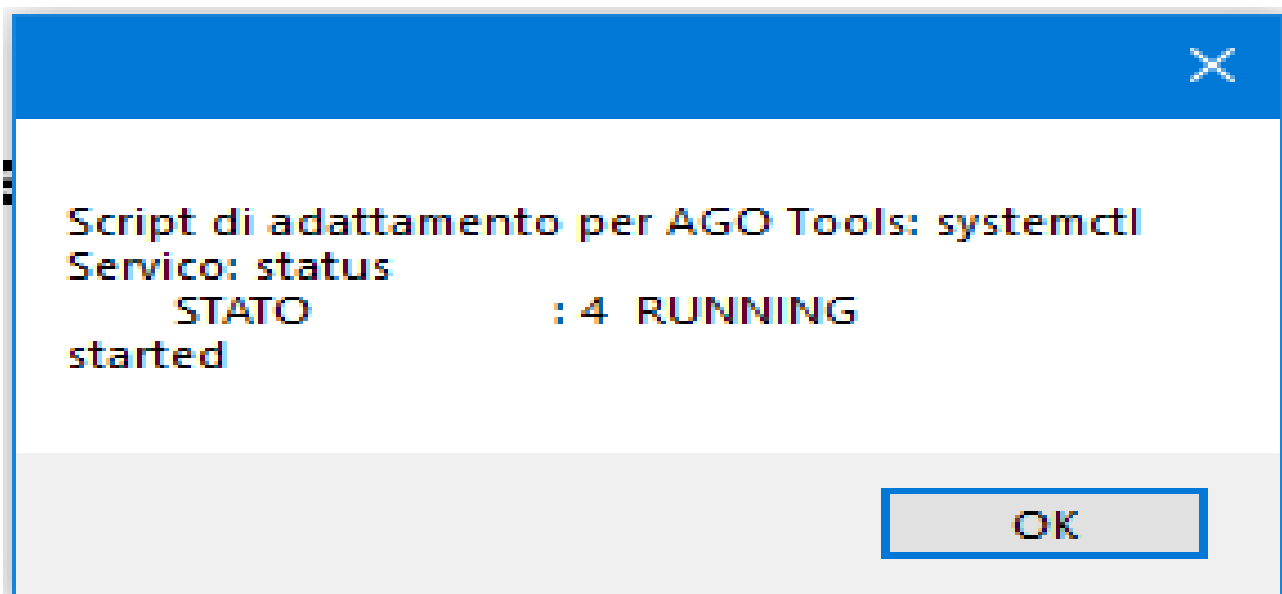 Script di adattamento per AGO Tools: systemctl
Servico: status
STATO : 4 RUNNING
started
OK